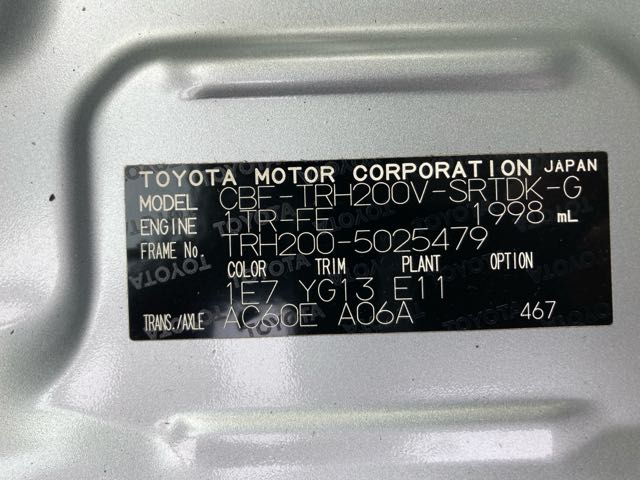 TOYOTA MOTOR CORPORATION JAPAN
MODEL CBF-TRH200V-SRTDK-G
ENGINE 1TR-FE 1998 mL
FRAME No. TRH200-5025479
COLOR TRIM PLANT OPTION
1E7 YG13 E11
TRANS./AXLE AC60E A06A 467